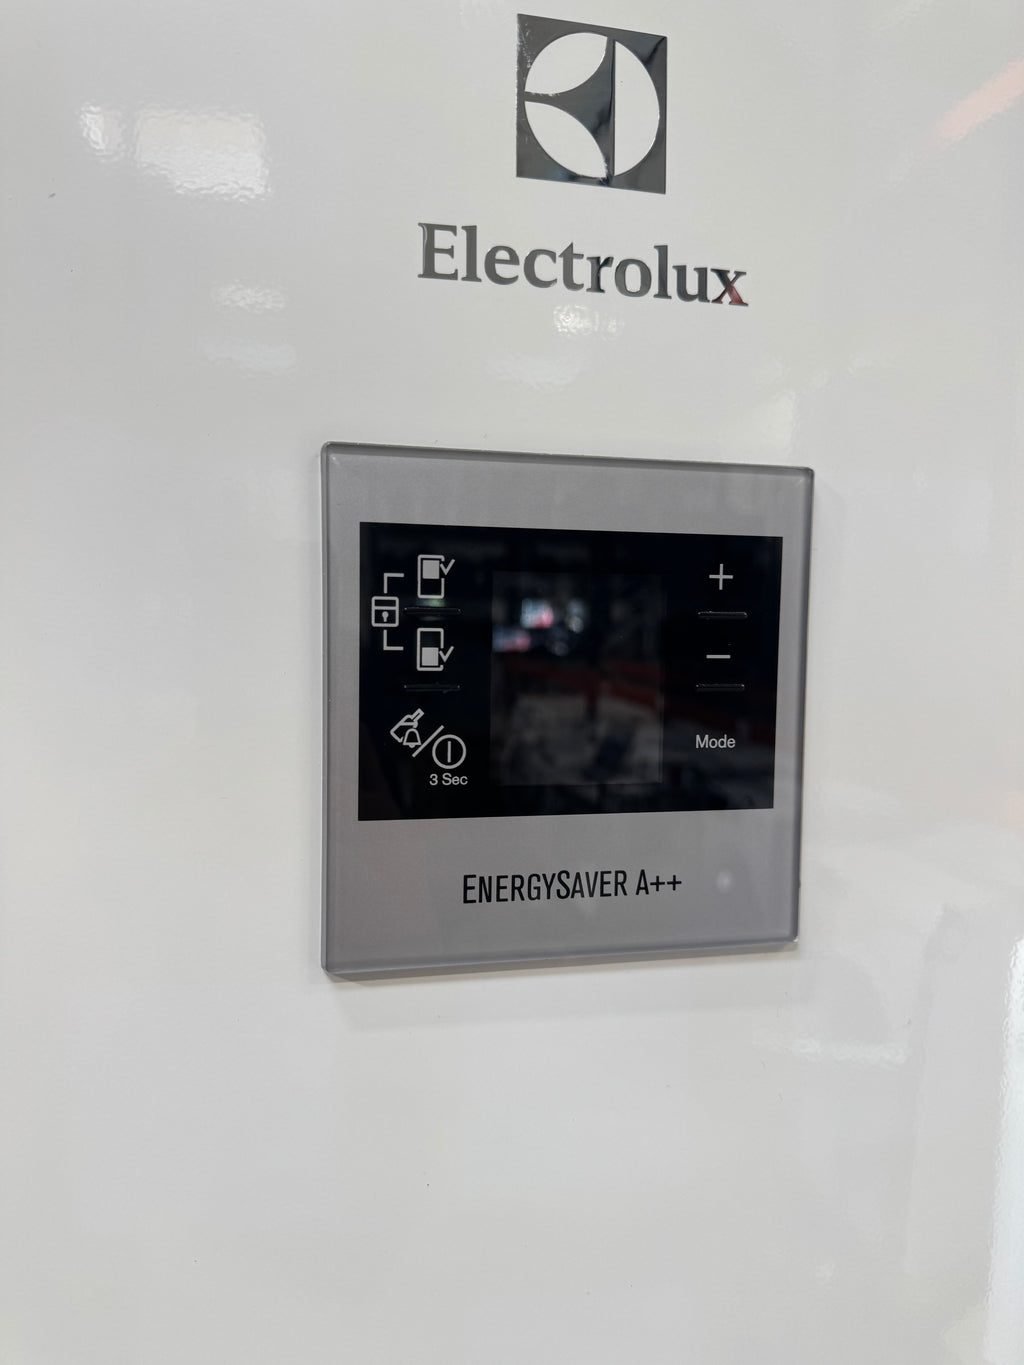 Electrolux
+
−
3 Sec
Mode
ENERGYSAVER A++